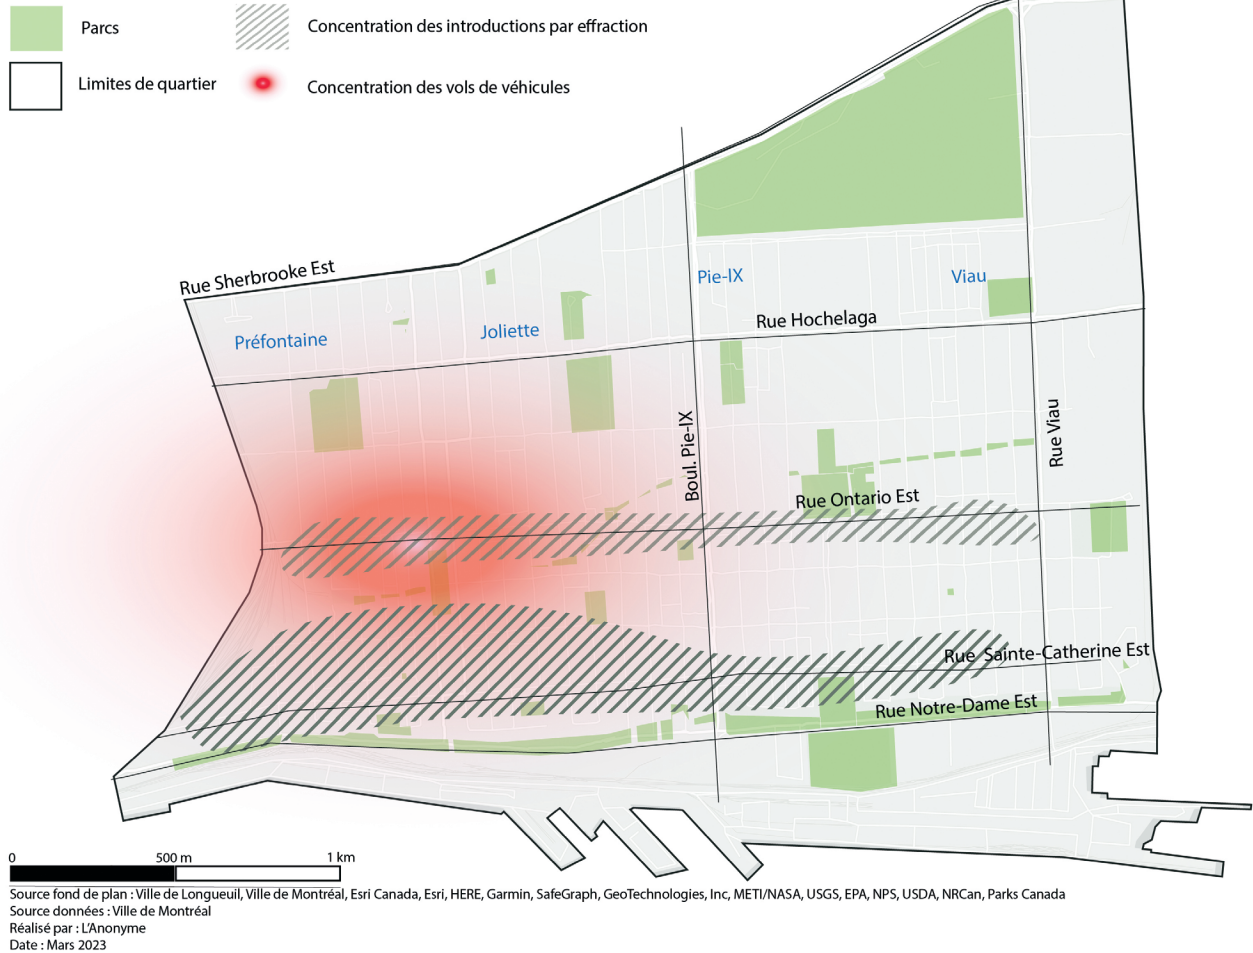 Parcs
Concentration des introductions par effraction
Limites de quartier
Concentration des vols de véhicules
Rue Sherbrooke Est
Pie-IX
Viau
Préfontaine
Joliette
Rue Hochelaga
Boul. Pie-IX
Rue Viau
Rue Ontario Est
Rue Sainte-Catherine Est
Rue Notre-Dame Est
0 500 m 1 km
Source fond de plan : Ville de Longueuil, Ville de Montréal, Esri Canada, Esri, HERE, Garmin, SafeGraph, GeoTechnologies, Inc, METI/NASA, USGS, EPA, NPS, USDA, NRCan, Parks Canada
Source données : Ville de Montréal
Réalisé par : L'Anonyme
Date : Mars 2023